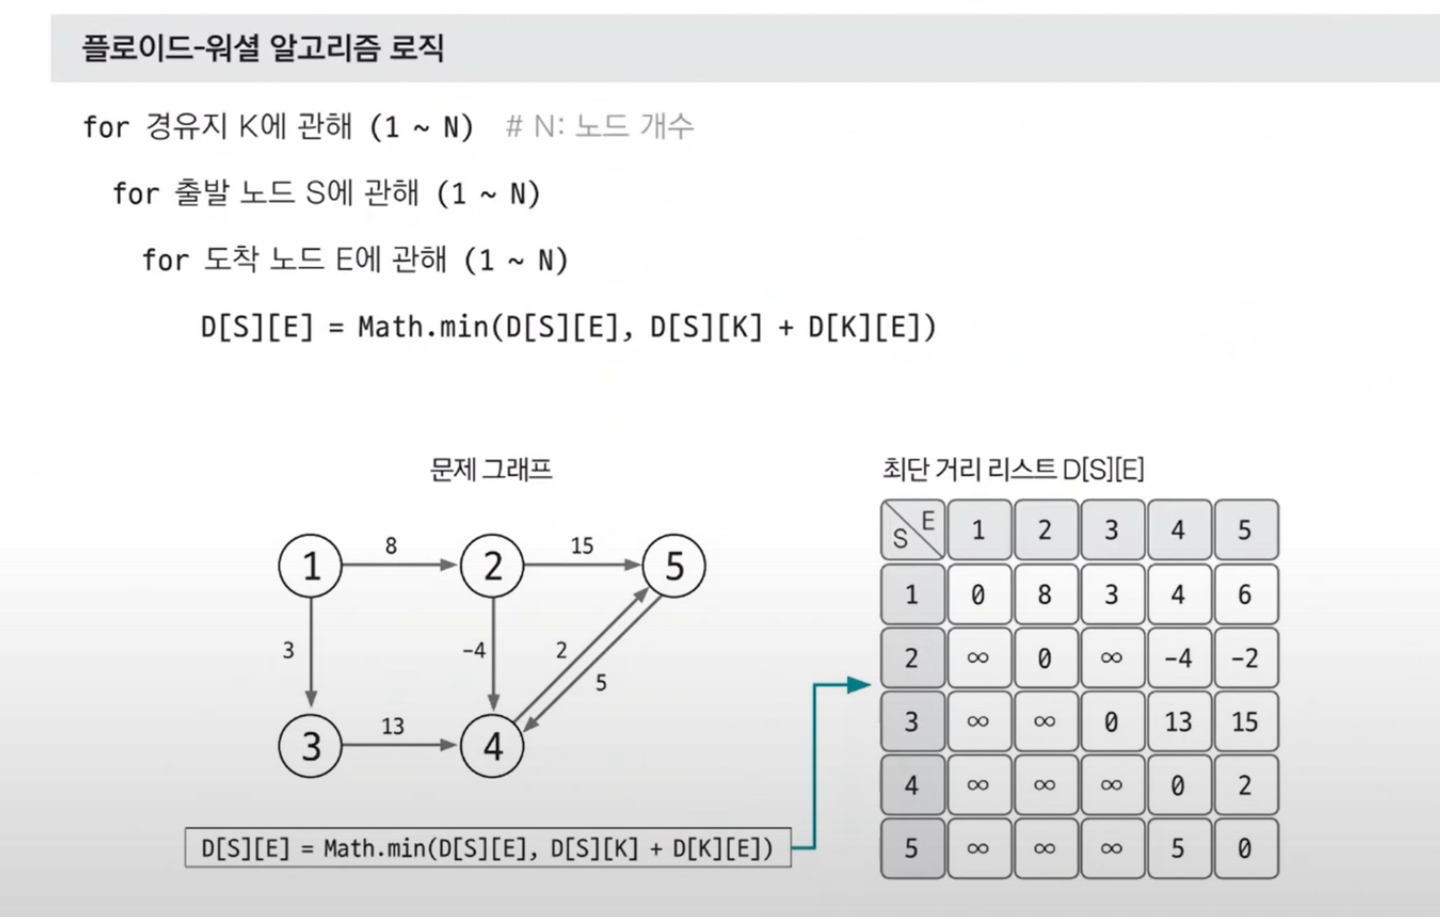 플로이드-워셜 알고리즘 로직
for 경유지 K에 관해 (1 ~ N) # N: 노드 개수
for 출발 노드 S에 관해 (1 ~ N)
for 도착 노드 E에 관해 (1 ~ N)
D[S][E] = Math.min(D[S][E], D[S][K] + D[K][E])
문제 그래프
1 8 2 15 5
3 -4 2 5
3 13 4
D[S][E] = Math.min(D[S][E], D[S][K] + D[K][E])
최단 거리 리스트 D[S][E]
S E 1 2 3 4 5
1 0 8 3 4 6
2 ∞ 0 ∞ -4 -2
3 ∞ ∞ 0 13 15
4 ∞ ∞ ∞ 0 2
5 ∞ ∞ ∞ 5 0